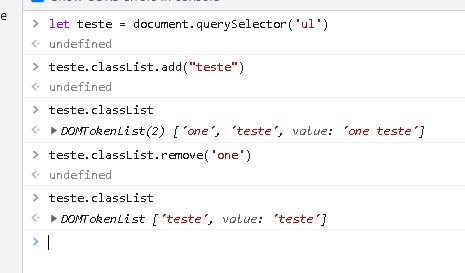 e
let teste = document.querySelector('ul')
undefined
teste.classList.add("teste")
undefined
teste.classList
DOMTokenList(2) ['one', 'teste', value: 'one teste']
teste.classList.remove('one')
undefined
teste.classList
DOMTokenList ['teste', value: 'teste']